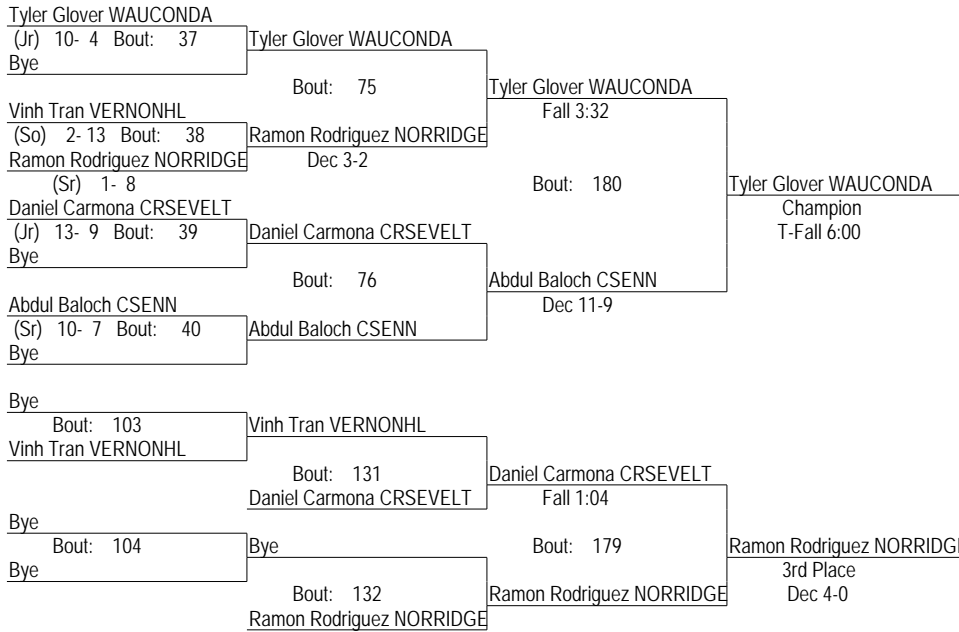 Tyler Glover WAUCONDA
(Jr) 10- 4 Bout: 37
Tyler Glover WAUCONDA
Bye
Bout: 75
Tyler Glover WAUCONDA
Vinh Tran VERNONHL
Fall 3:32
(So) 2- 13 Bout: 38
Ramon Rodriguez NORRIDGE
Ramon Rodriguez NORRIDGE
Dec 3-2
(Sr) 1- 8
Bout: 180
Tyler Glover WAUCONDA
Daniel Carmona CRSEVELT
Champion
(Jr) 13- 9 Bout: 39
Daniel Carmona CRSEVELT
T-Fall 6:00
Bye
Bout: 76
Abdul Baloch CSENN
Abdul Baloch CSENN
Dec 11-9
(Sr) 10- 7 Bout: 40
Abdul Baloch CSENN
Bye
Bye
Bout: 103
Vinh Tran VERNONHL
Vinh Tran VERNONHL
Bout: 131
Daniel Carmona CRSEVELT
Daniel Carmona CRSEVELT
Fall 1:04
Bye
Bout: 104
Bye
Bout: 179
Ramon Rodriguez NORRIDGE
Bye
3rd Place
Bout: 132
Ramon Rodriguez NORRIDGE
Dec 4-0
Ramon Rodriguez NORRIDGE